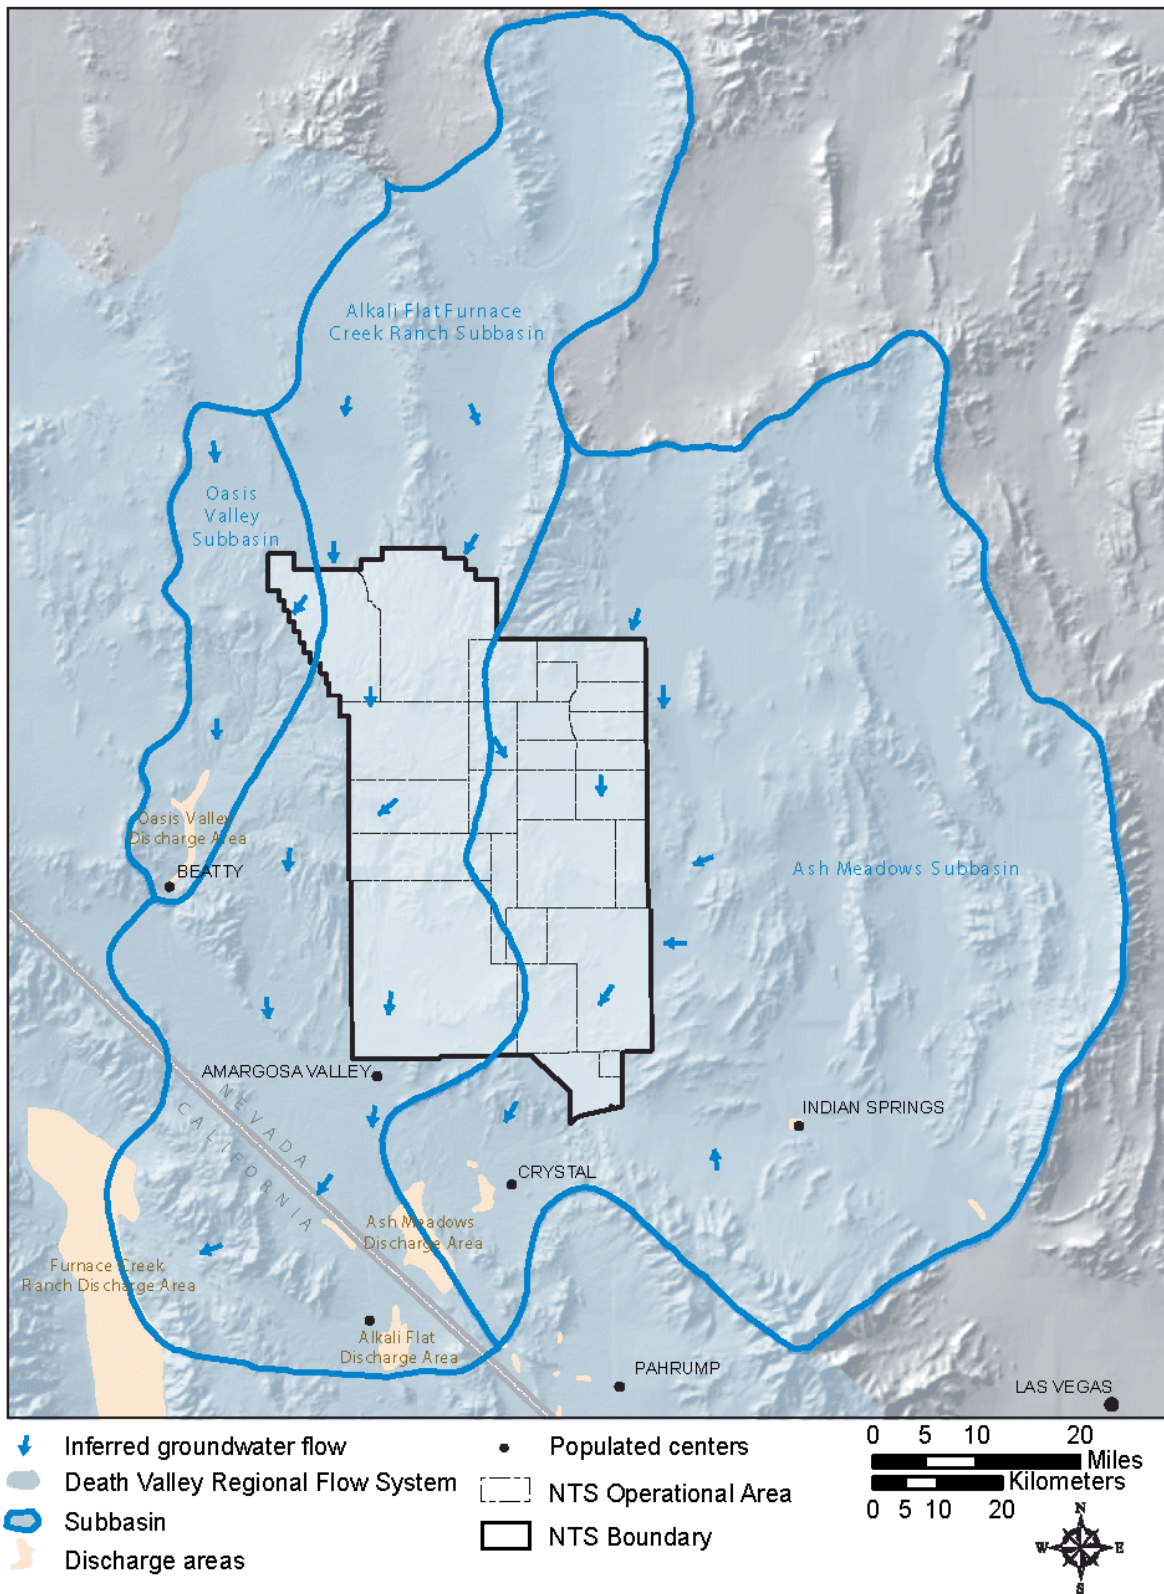 Alkali Flat Furnace
Creek Ranch Subbasin
Oasis
Valley
Subbasin
Oasis Valley
Discharge Area
BEATTY
Ash Meadows Subbasin
AMARGOSA VALLEY
NEVADA
CALIFORNIA
INDIAN SPRINGS
CRYSTAL
Ash Meadows
Discharge Area
Furnace Creek
Ranch Discharge Area
Alkali Flat
Discharge Area
PAHRUMP
LAS VEGAS
Inferred groundwater flow
Death Valley Regional Flow System
Subbasin
Discharge areas
Populated centers
NTS Operational Area
NTS Boundary
0 5 10 20
Miles
Kilometers
0 5 10 20
N
W E
S